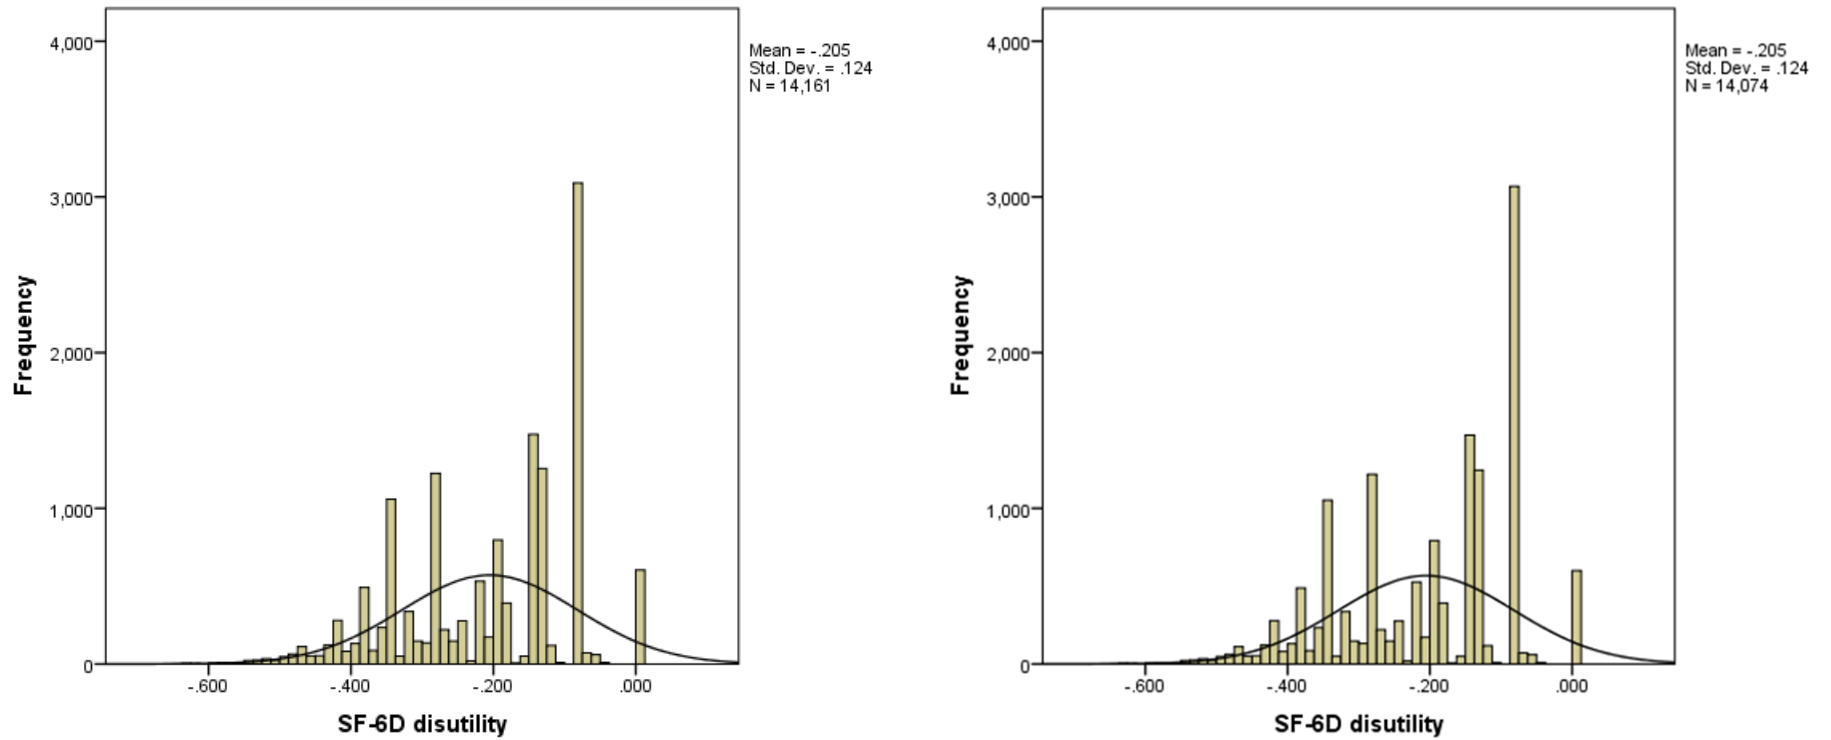 4,000
3,000
2,000
1,000
0
Frequency
-.600
-.400
-.200
.000
SF-6D disutility
Mean = -.205
Std. Dev. = .124
N = 14,161
4,000
3,000
2,000
1,000
0
Frequency
-.600
-.400
-.200
.000
SF-6D disutility
Mean = -.205
Std. Dev. = .124
N = 14,074